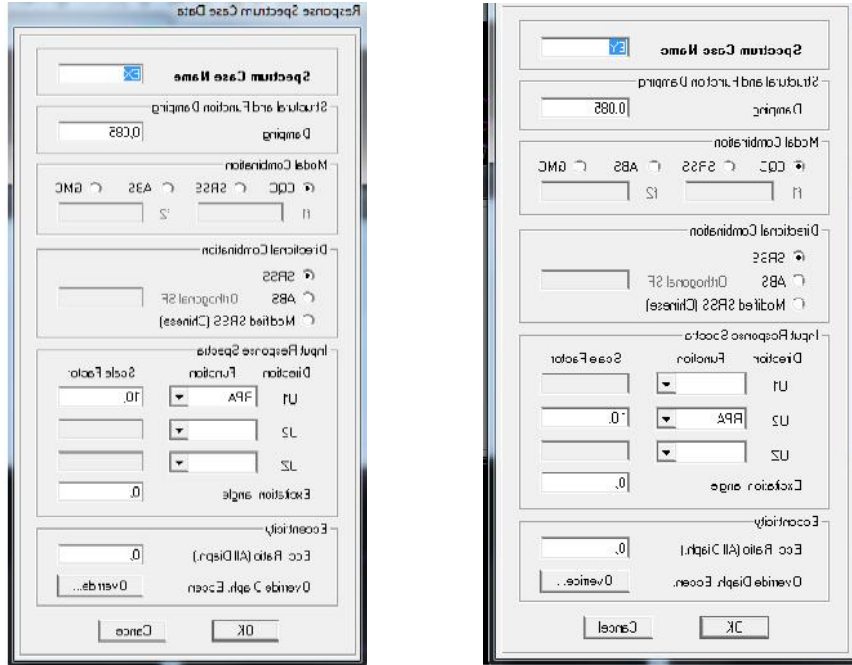 Response Spectrum Case Data
Spectrum Case Name EX
Structural and Function Damping
Damping 0,085
Modal Combination
CQC SRSS ABS GMC
f1 f2
Directional Combination
SRSS
ABS Orthogonal SF
Modified SRSS (Chinese)
Input Response Spectra
Direction Function Scale Factor
U1 RPA 10,
U2
UZ
Excitation angle 0,
Eccentricity
Ecc. Ratio (All Diaph.) 0,
Override Diaph. Eccen. Override...
OK Cancel
Spectrum Case Name EY
Structural and Function Damping
Damping 0.085
Modal Combination
CQC SRSS ABS GMC
f1 f2
Directional Combination
SRSS
ABS Orthogonal SF
Modified SRSS (Chinese)
Input Response Spectra
Direction Function Scale Factor
U1
U2 RPA 10,
UZ
Excitation angle 0,
Eccentricity
Ecc. Ratio (All Diaph.) 0,
Override Diaph. Eccen. Override...
OK Cancel